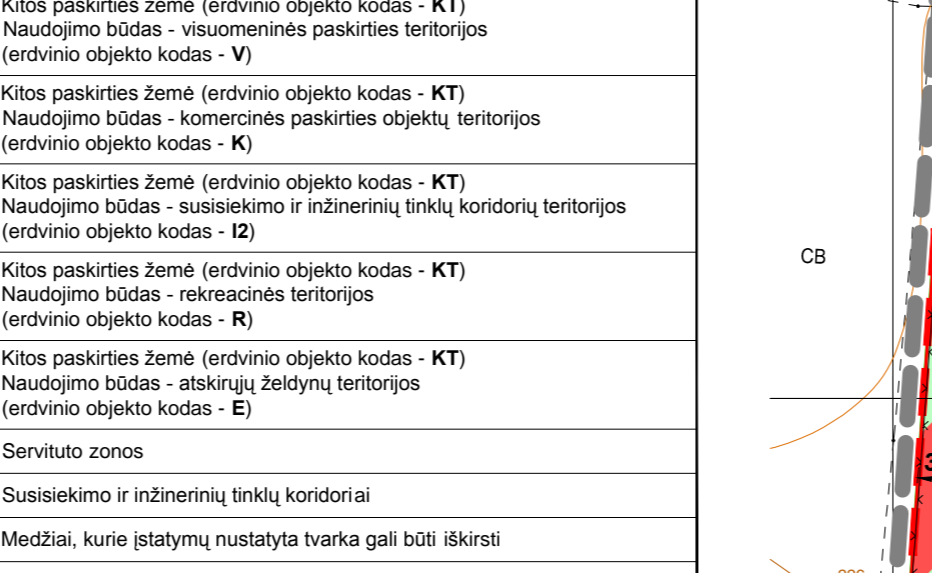 Kitos paskirties žemė (erdvinio objekto kodas - KT)
Naudojimo būdas - visuomeninės paskirties teritorijos
(erdvinio objekto kodas - V)
Kitos paskirties žemė (erdvinio objekto kodas - KT)
Naudojimo būdas - komercinės paskirties objektų teritorijos
(erdvinio objekto kodas - K)
Kitos paskirties žemė (erdvinio objekto kodas - KT)
Naudojimo būdas - susisiekimo ir inžinerinių tinklų koridorių teritorijos
(erdvinio objekto kodas - I2)
Kitos paskirties žemė (erdvinio objekto kodas - KT)
Naudojimo būdas - rekreacinės teritorijos
(erdvinio objekto kodas - R)
Kitos paskirties žemė (erdvinio objekto kodas - KT)
Naudojimo būdas - atskirųjų želdynų teritorijos
(erdvinio objekto kodas - E)
Servituto zonos
Susisiekimo ir inžinerinių tinklų koridoriai
Medžiai, kurie įstatymų nustatyta tvarka gali būti iškirsti
CB
3